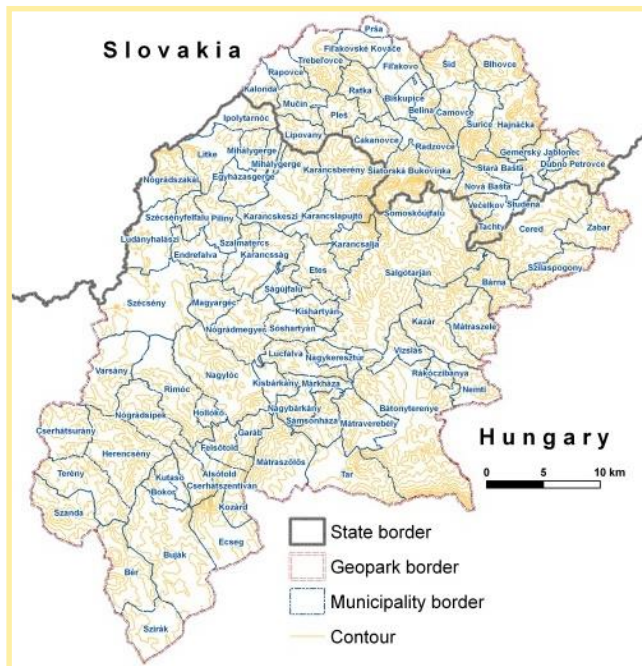 Slovakia
Prša
Fiľakovské Kováče
Trebeľovce
Fiľakovo
Šíd
Blhovce
Rapovce
Kalonda
Ratka
Biskupice
Mučín
Belina
Čamovce
Pleš
Šurice
Hajnáčka
Ipolytarnóc
Lipovany
Čakanovce
Radzovce
Gemerský Jablonec
Litke
Mihálygerge
Mihálygerge
Karancsberény
Šiatorská Bukovinka
Stará Bašta
Dubno
Petrovce
Nógrádszakál
Egyházasgerge
Nová Bašta
Večelkov
Studená
Szécsényfelfalu
Piliny
Karancskeszi
Karancslapujtő
Somoskőújfalu
Tachty
Cered
Zabar
Ludányhalászi
Szalmatercs
Karancsalja
Endrefalva
Karancsság
Etes
Salgótarján
Szilaspogony
Bárna
Ságújfalu
Szécsény
Magyargéc
Kishartyán
Nógrádmegyer
Sóshartyán
Kazár
Mátraszele
Lucfalva
Nagykeresztúr
Vizslás
Varsány
Nagylóc
Rákóczibánya
Rimóc
Kisbárkány
Márkháza
Nemti
Nógrádsipek
Hollókő
Nagybárkány
Bátonyterenye
Cserhátsurány
Garáb
Sámsonháza
Mátraverebély
Hungary
Herencsény
Felsőtold
Terény
Kutasó
Alsótold
Mátraszőlős
Tar
Bokor
Cserhátszentiván
Szanda
Kozárd
Buják
Ecseg
Bér
Szirák
0 5 10 km
State border
Geopark border
Municipality border
Contour